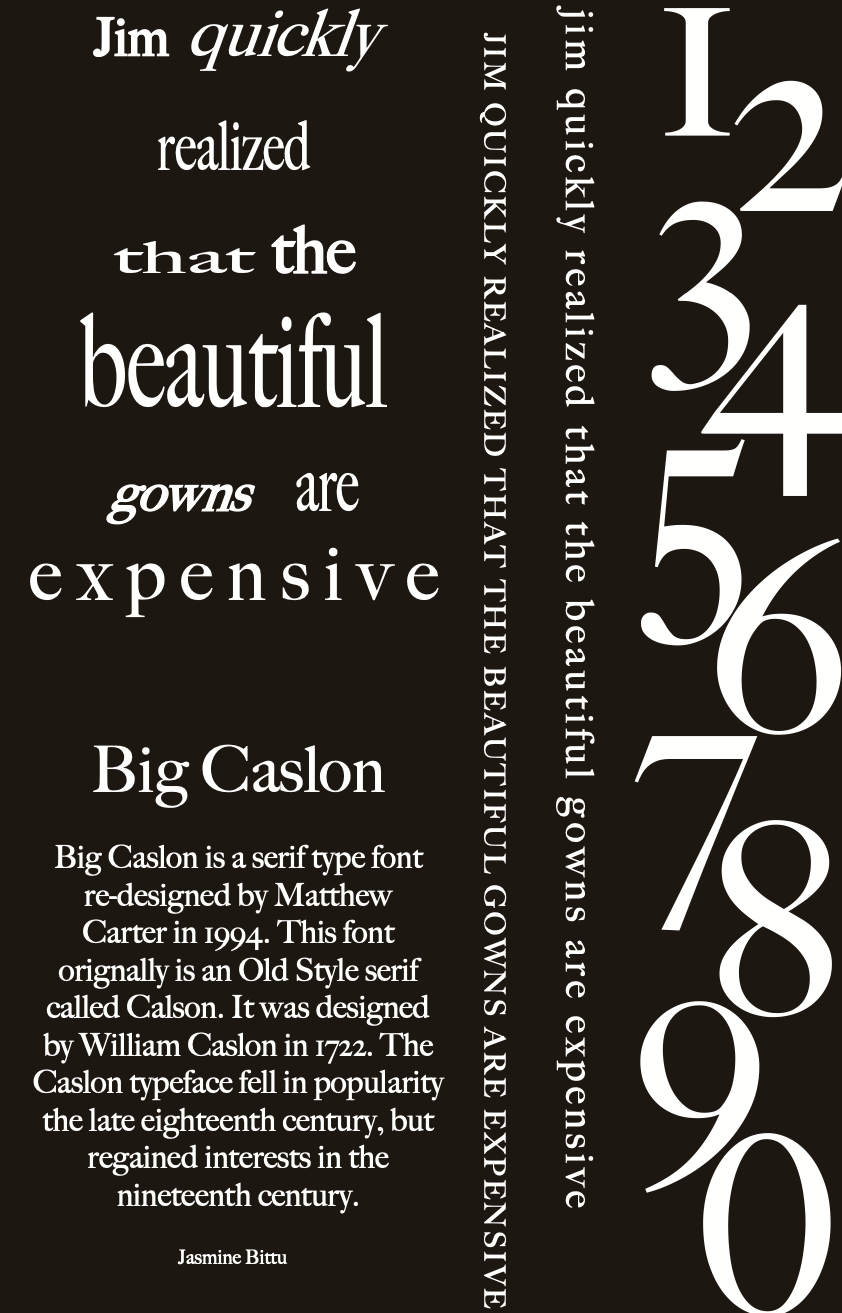 Jim quickly
realized
that the
beautiful
gowns are
expensive
Big Caslon
Big Caslon is a serif type font
re-designed by Matthew
Carter in 1994. This font
orignally is an Old Style serif
called Calson. It was designed
by William Caslon in 1722. The
Caslon typeface fell in popularity
the late eighteenth century, but
regained interests in the
nineteenth century.
Jasmine Bittu
JIM QUICKLY REALIZED THAT THE BEAUTIFUL GOWNS ARE EXPENSIVE
jim quickly realized that the beautiful gowns are expensive
1
2
3
4
5
6
7
8
9
0